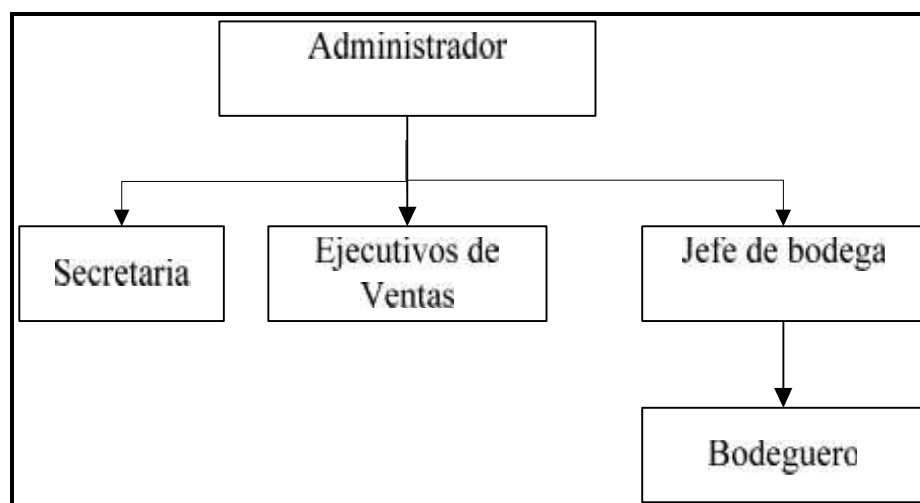 Administrador
Secretaria
Ejecutivos de
Ventas
Jefe de bodega
Bodeguero